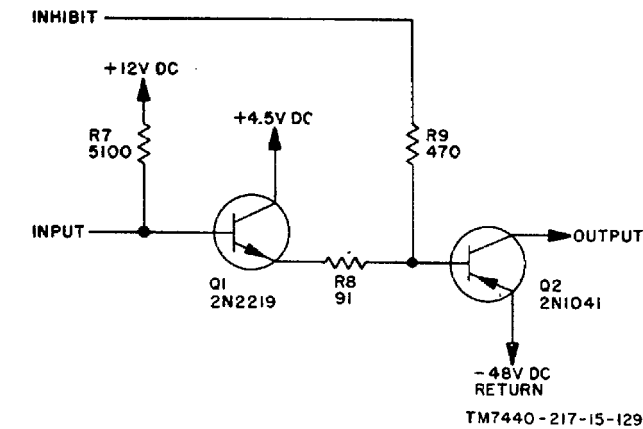 INHIBIT
+12V DC
R7
5100
+4.5V DC
R9
470
INPUT
OUTPUT
Q1
2N2219
R8
91
Q2
2N1041
-48V DC
RETURN
TM7440-217-15-129